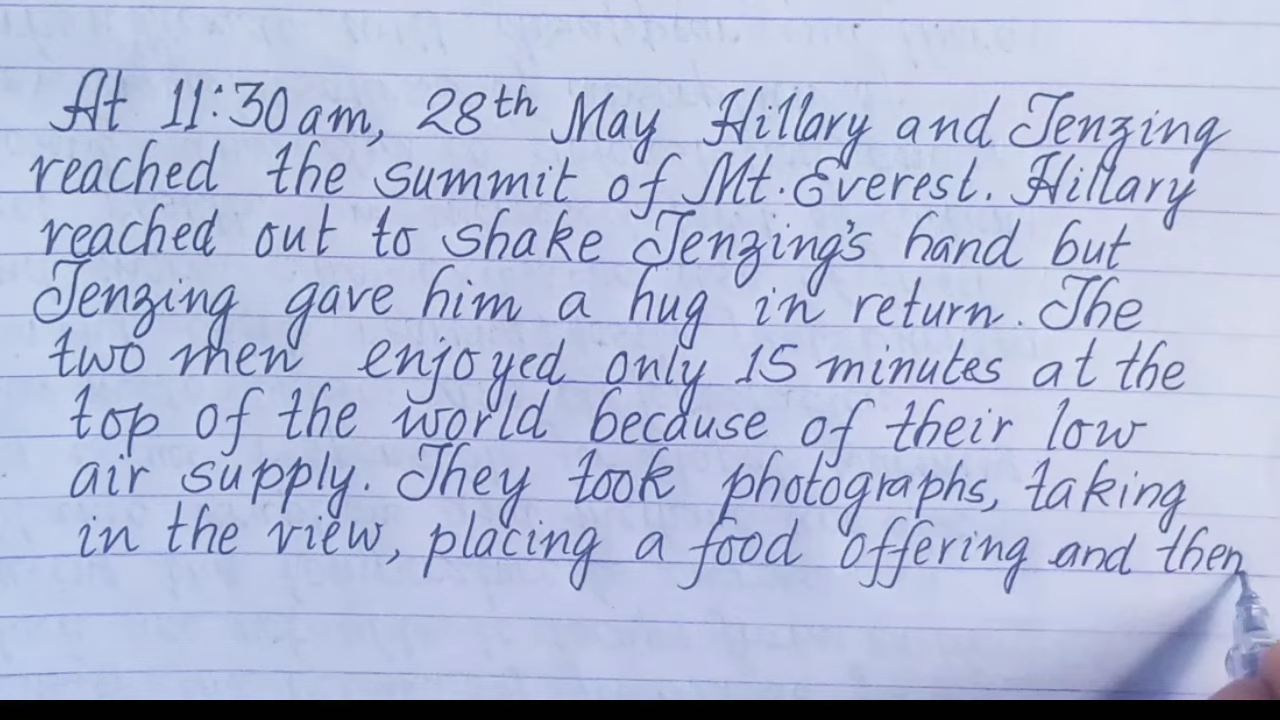 At 11:30 am, 28th May Hillary and Tenzing
reached the summit of Mt. Everest. Hillary
reached out to shake Tenzing's hand but
Tenzing gave him a hug in return. The
two men enjoyed only 15 minutes at the
top of the world because of their low
air supply. They took photographs, taking
in the view, placing a food offering and then